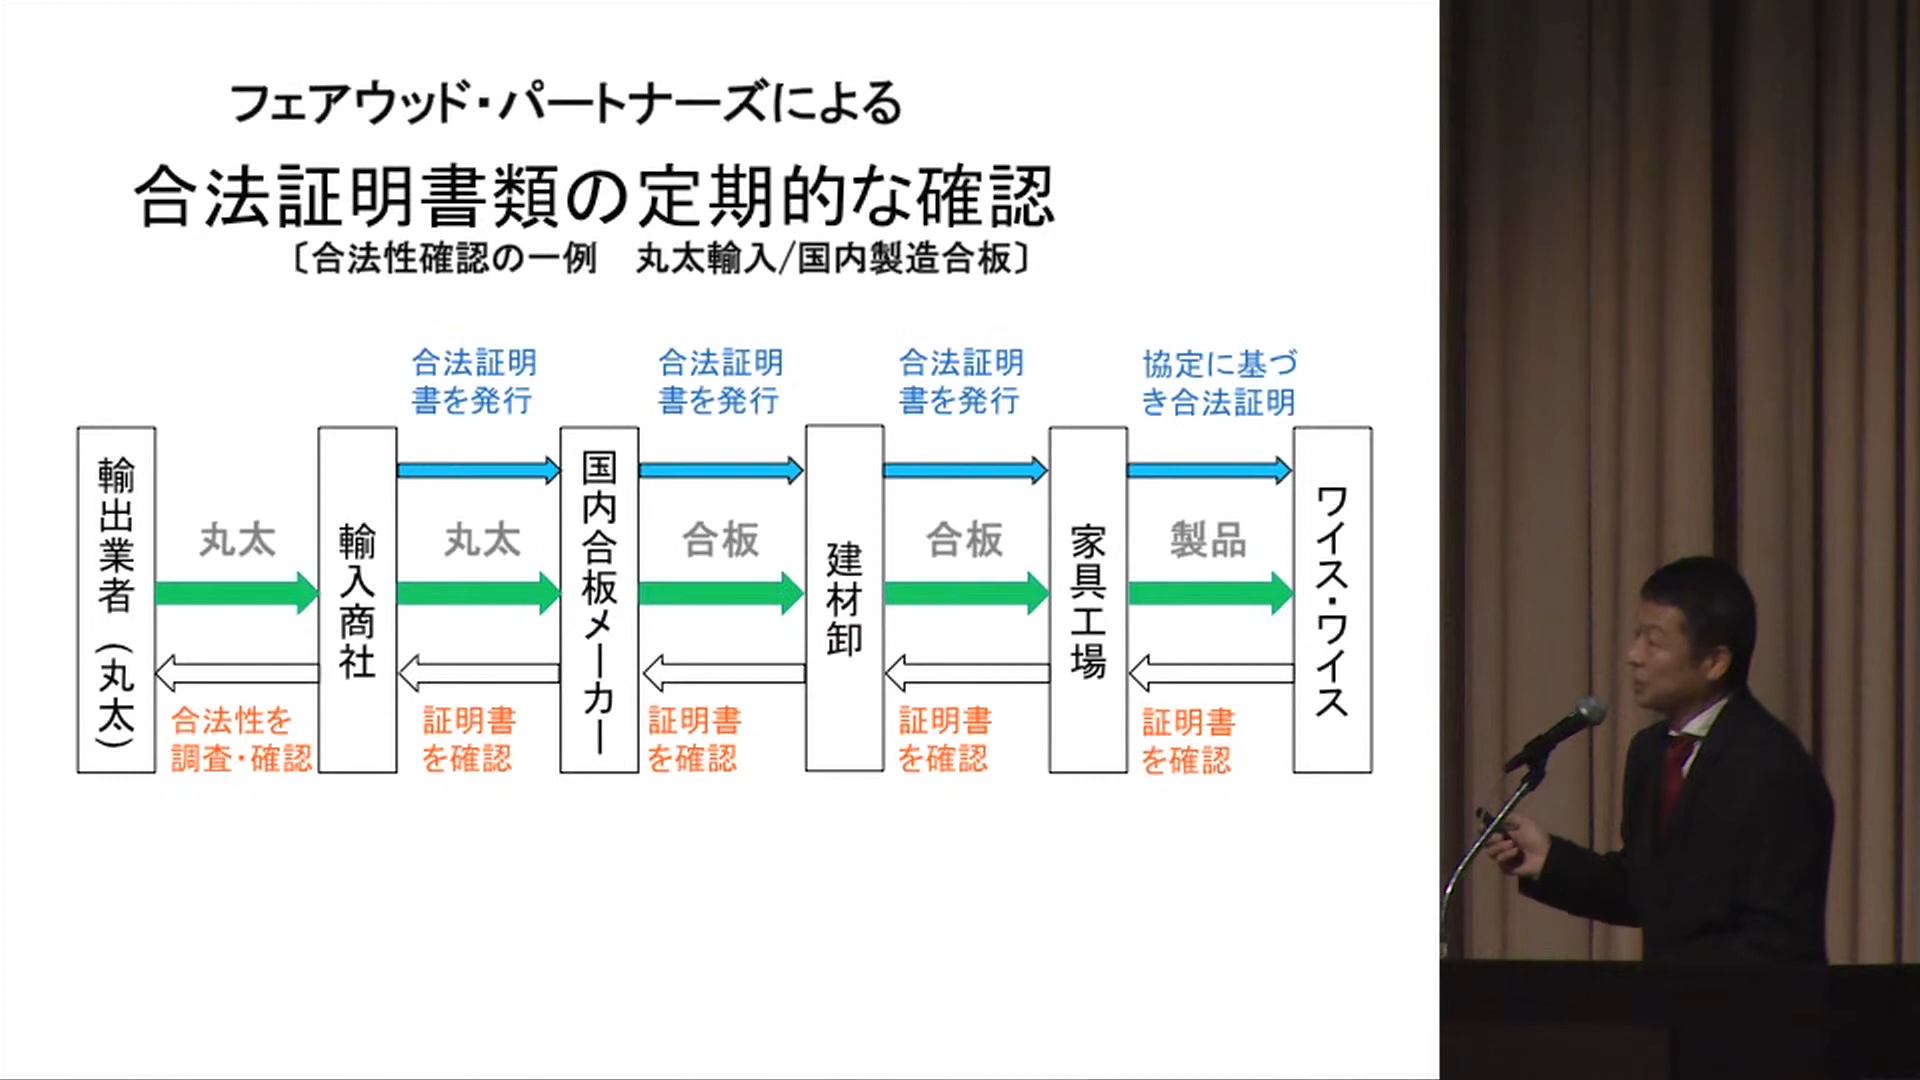 フェアウッド・パートナーズによる
合法証明書類の定期的な確認
〔合法性確認の一例　丸太輸入/国内製造合板〕
合法証明
書を発行
合法証明
書を発行
合法証明
書を発行
協定に基づ
き合法証明
輸出業者（丸太）
丸太
輸入商社
丸太
国内合板メーカー
合板
建材卸
合板
家具工場
製品
ワイス・ワイス
合法性を
調査・確認
証明書
を確認
証明書
を確認
証明書
を確認
証明書
を確認